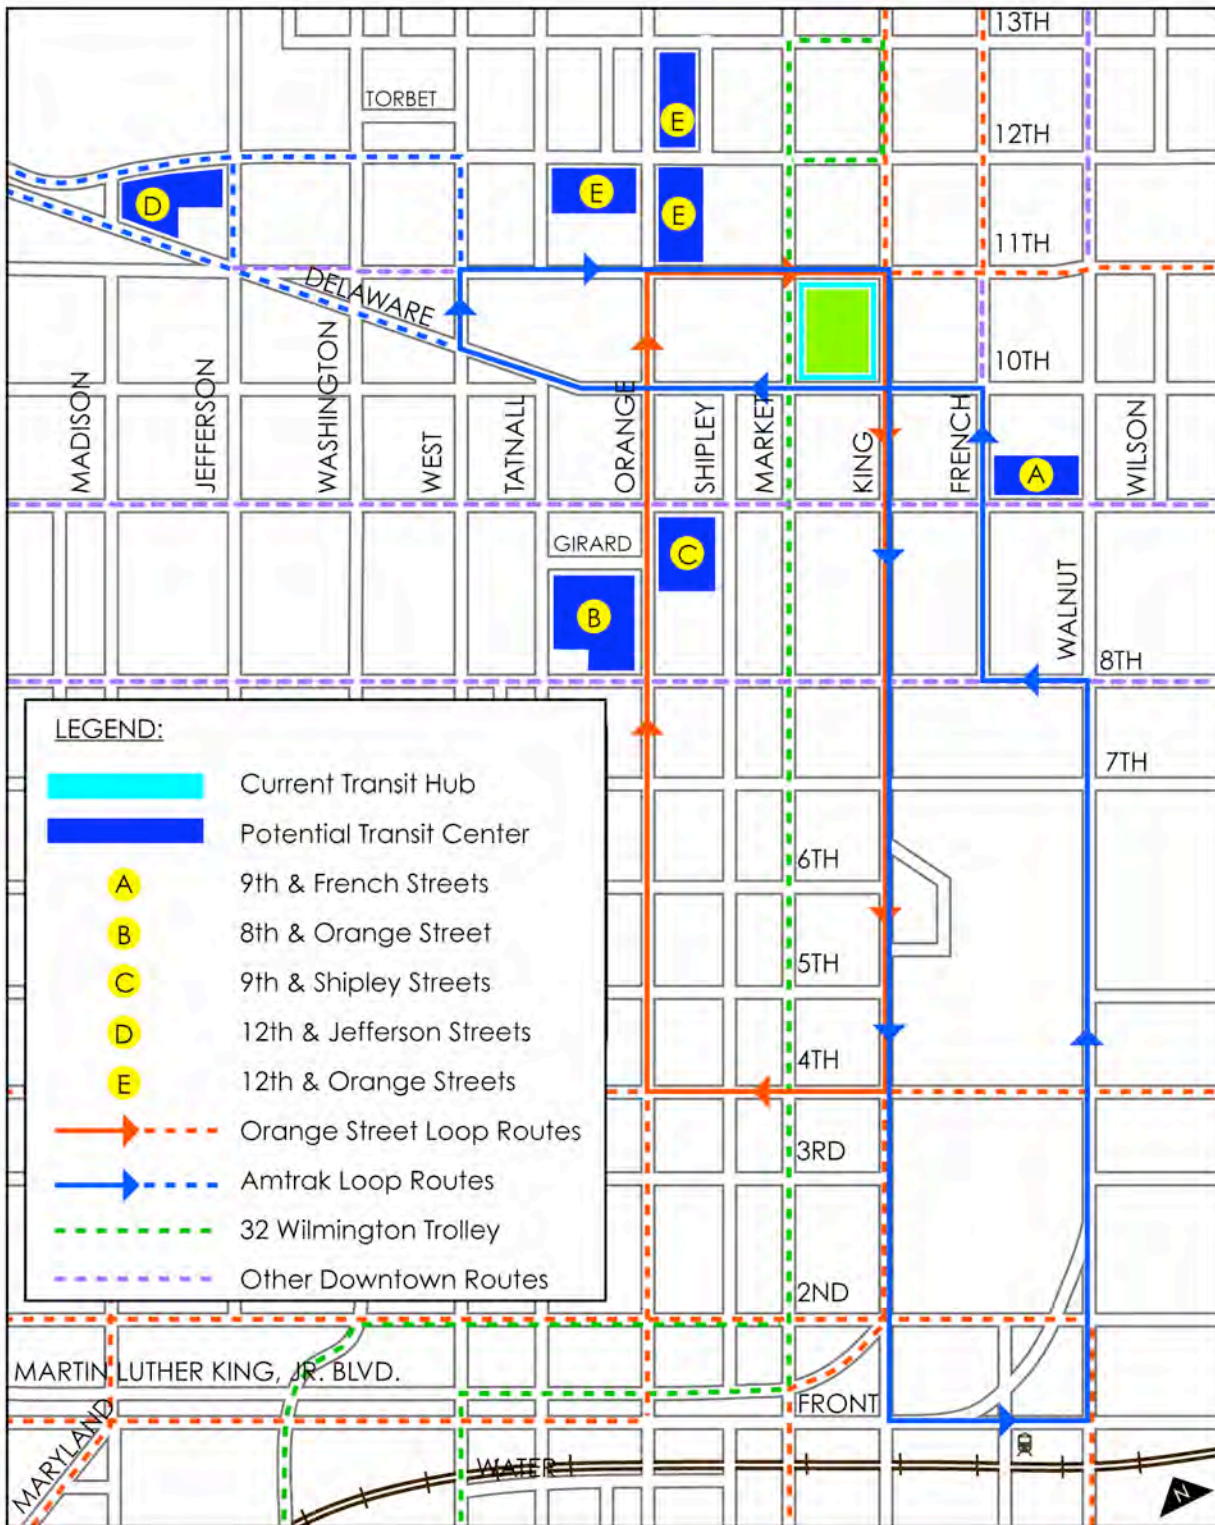 13TH
TORBET
E
12TH
D
E
E
11TH
DELAWARE
10TH
MADISON
JEFFERSON
WASHINGTON
WEST
TATNALL
ORANGE
SHIPLEY
MARKET
KING
FRENCH
WILSON
A
GIRARD
C
B
WALNUT
8TH
7TH
6TH
5TH
4TH
3RD
2ND
LEGEND:
Current Transit Hub
Potential Transit Center
A 9th & French Streets
B 8th & Orange Street
C 9th & Shipley Streets
D 12th & Jefferson Streets
E 12th & Orange Streets
Orange Street Loop Routes
Amtrak Loop Routes
32 Wilmington Trolley
Other Downtown Routes
MARTIN LUTHER KING, JR. BLVD.
FRONT
MARYLAND
WATER
N